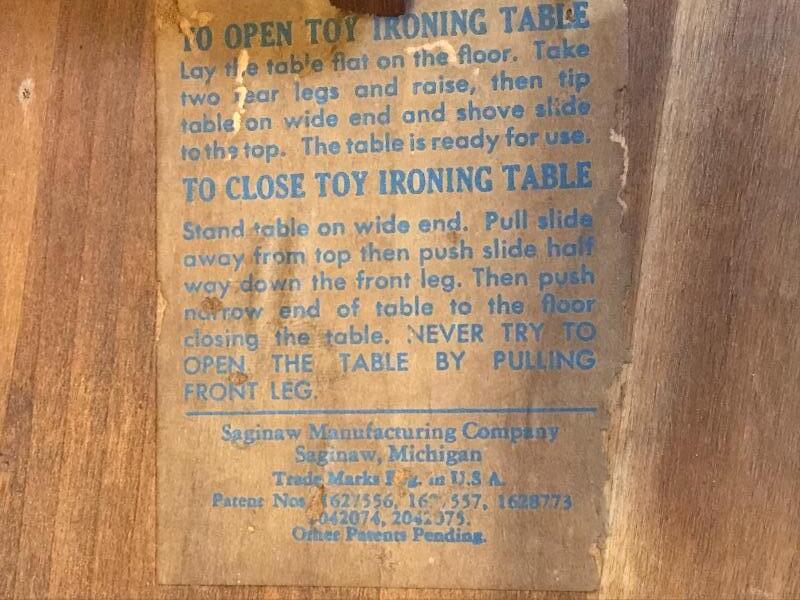 TO OPEN TOY IRONING TABLE
Lay the table flat on the floor. Take
two rear legs and raise, then tip
table on wide end and shove slide
to the top. The table is ready for use.
TO CLOSE TOY IRONING TABLE
Stand table on wide end. Pull slide
away from top then push slide half
way down the front leg. Then push
narrow end of table to the floor
closing the table. NEVER TRY TO
OPEN THE TABLE BY PULLING
FRONT LEG.
Saginaw Manufacturing Company
Saginaw, Michigan
Trade Marks Reg. in U.S A.
Patent Nos 1627556, 1628773
2042075.
Other Patents Pending.